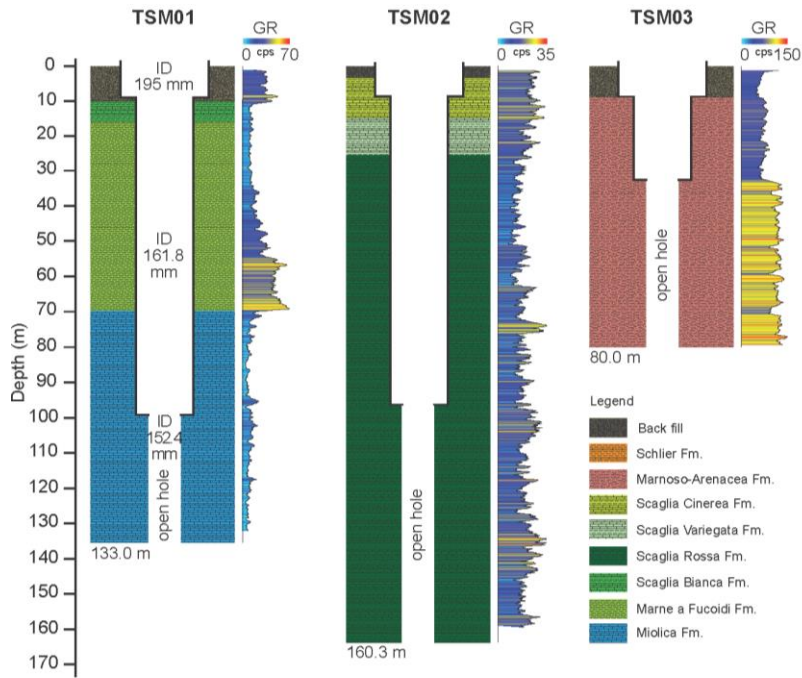 TSM01
TSM02
TSM03
GR
0 cps 70
GR
0 cps 35
GR
0 cps 150
Depth (m)
0
10
20
30
40
50
60
70
80
90
100
110
120
130
140
150
160
170
ID
195 mm
ID
161.8
mm
ID
152.4
mm
open hole
133.0 m
open hole
160.3 m
open hole
80.0 m
Legend
Back fill
Schlier Fm.
Marnoso-Arenacea Fm.
Scaglia Cinerea Fm.
Scaglia Variegata Fm.
Scaglia Rossa Fm.
Scaglia Bianca Fm.
Marne a Fucoidi Fm.
Miolica Fm.